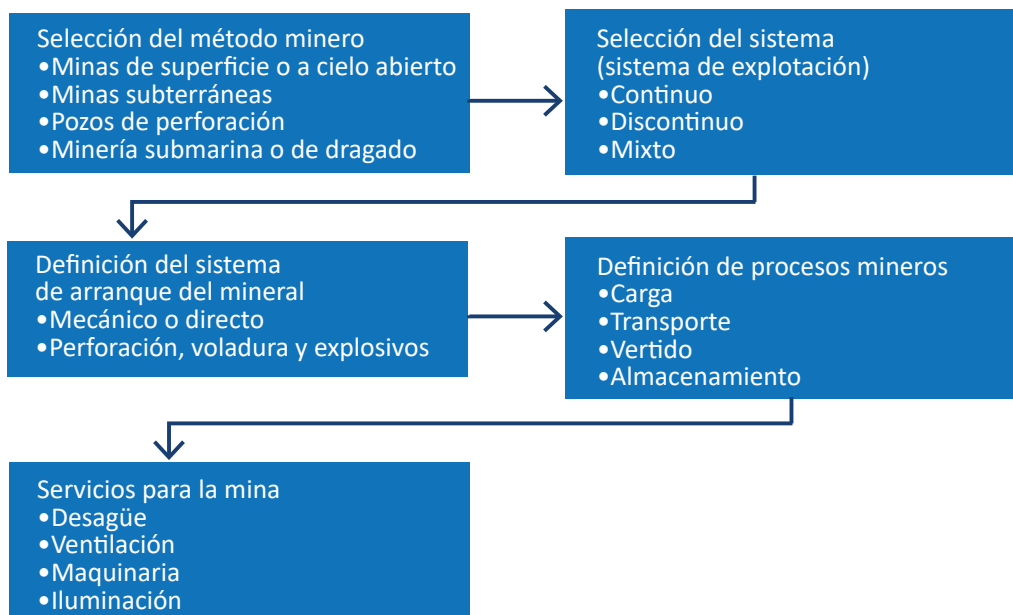 Selección del método minero
•Minas de superficie o a cielo abierto
•Minas subterráneas
•Pozos de perforación
•Minería submarina o de dragado
Selección del sistema
(sistema de explotación)
•Continuo
•Discontinuo
•Mixto
Definición del sistema
de arranque del mineral
•Mecánico o directo
•Perforación, voladura y explosivos
Definición de procesos mineros
•Carga
•Transporte
•Vertido
•Almacenamiento
Servicios para la mina
•Desagüe
•Ventilación
•Maquinaria
•Iluminación